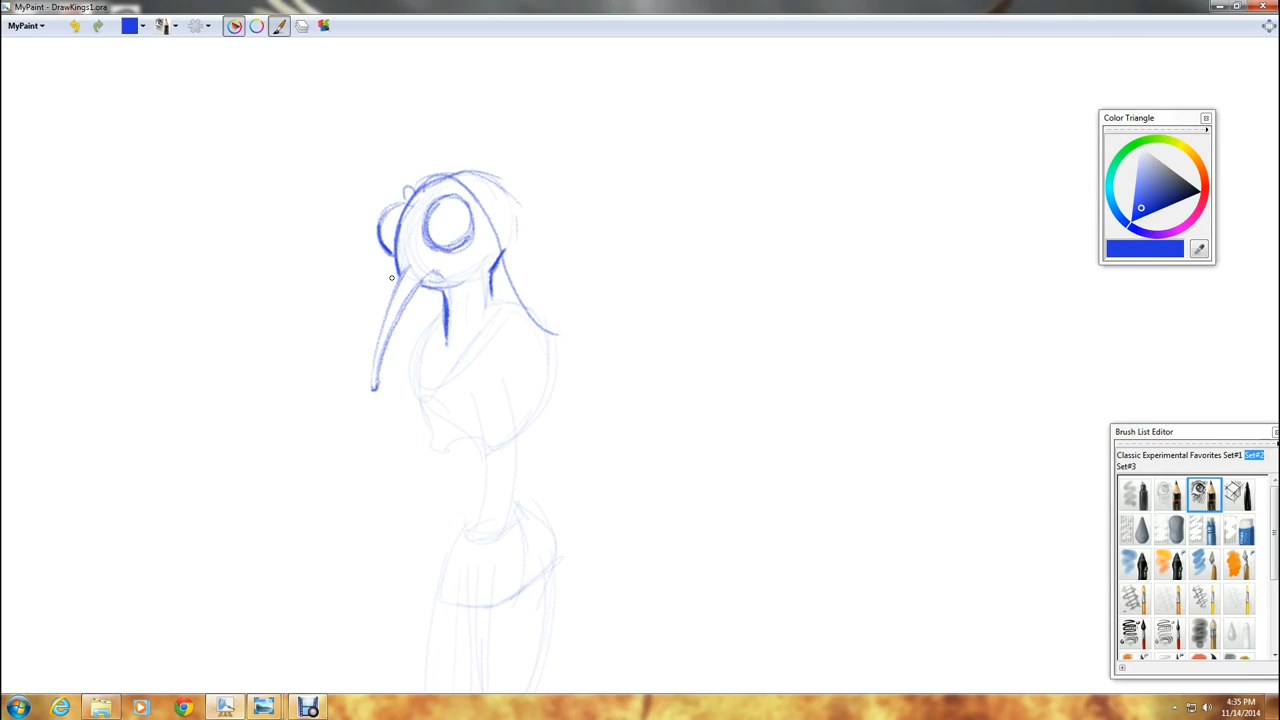 MyPaint - DrawKings1.ora
MyPaint
Color Triangle
Brush List Editor
Classic Experimental Favorites Set#1 Set#2
Set#3
4:35 PM
11/14/2014